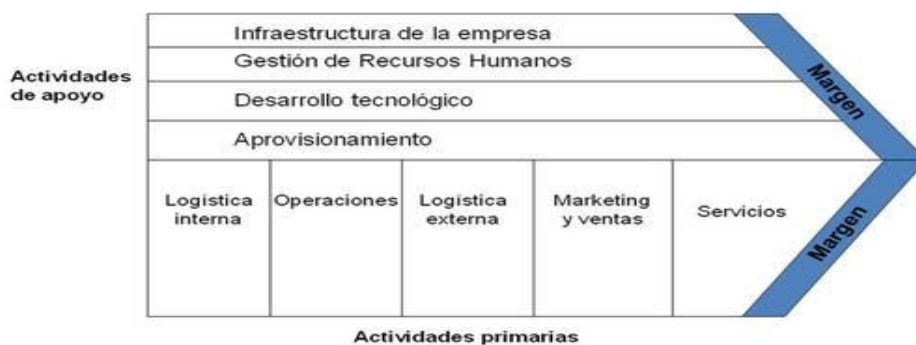 Infraestructura de la empresa
Gestión de Recursos Humanos
Actividades
de apoyo
Desarrollo tecnológico
Aprovisionamiento
Margen
Logística
interna
Operaciones
Logística
externa
Marketing
y ventas
Servicios
Margen
Actividades primarias